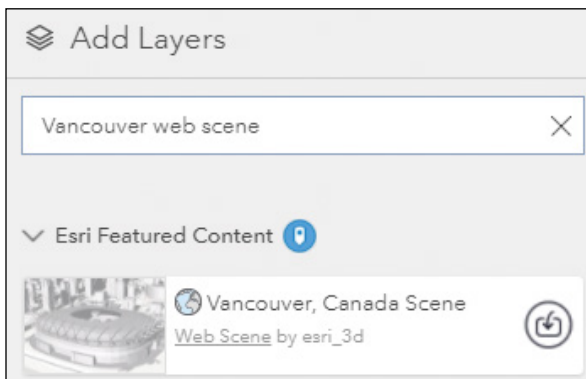 Add Layers
Vancouver web scene
Esri Featured Content
Vancouver, Canada Scene
Web Scene by esri_3d